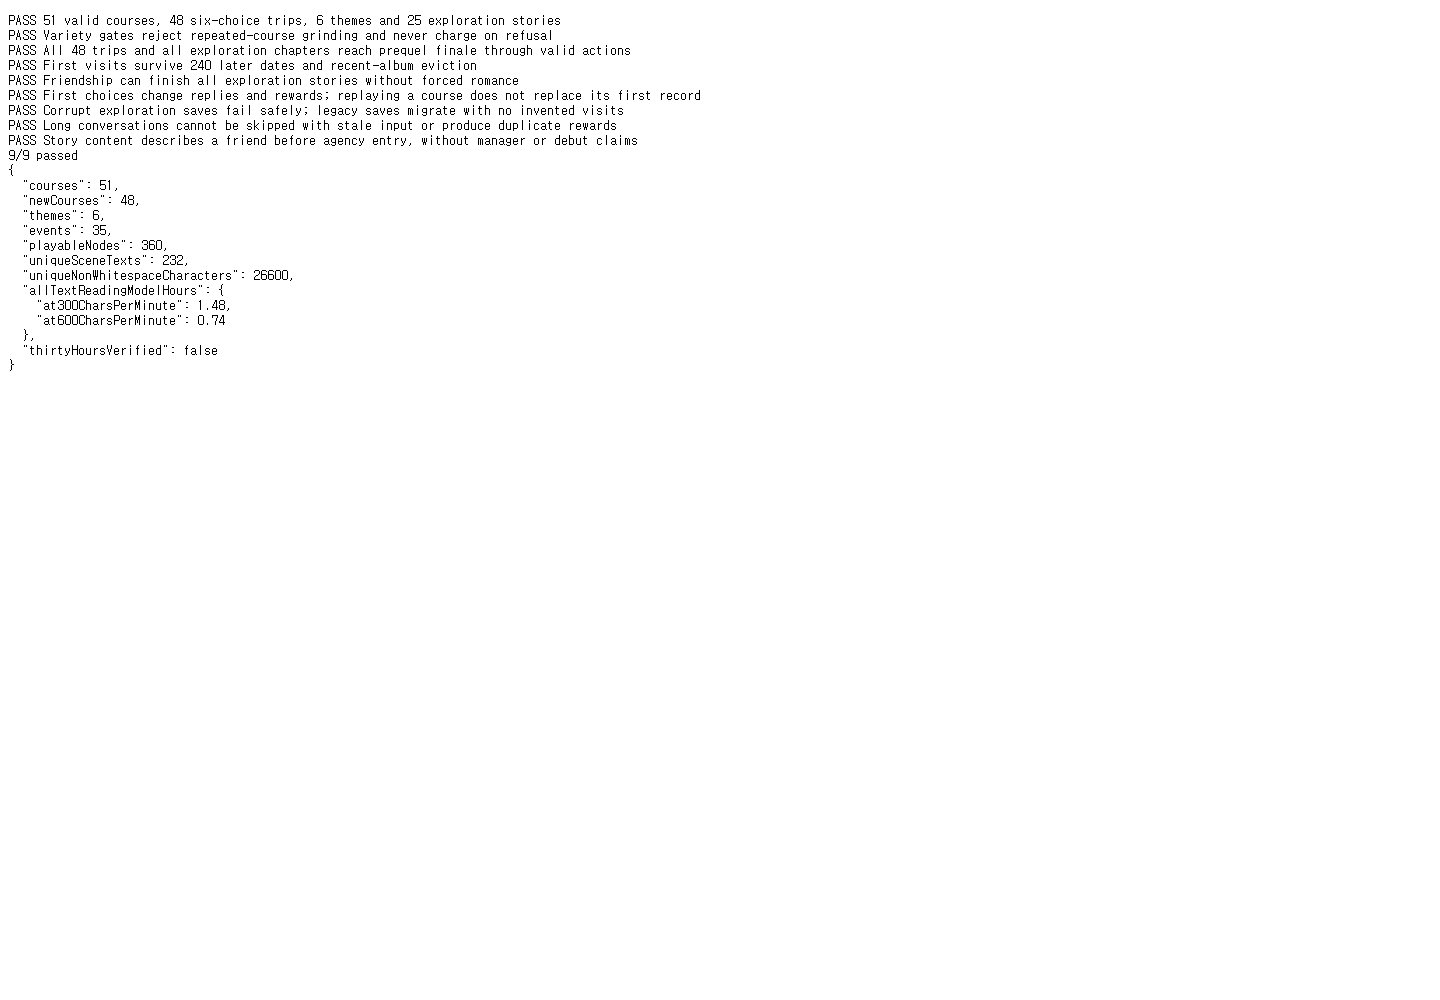 PASS 51 valid courses, 48 six-choice trips, 6 themes and 25 exploration stories
PASS Variety gates reject repeated-course grinding and never charge on refusal
PASS All 48 trips and all exploration chapters reach prequel finale through valid actions
PASS First visits survive 240 later dates and recent-album eviction
PASS Friendship can finish all exploration stories without forced romance
PASS First choices change replies and rewards; replaying a course does not replace its first record
PASS Corrupt exploration saves fail safely; legacy saves migrate with no invented visits
PASS Long conversations cannot be skipped with stale input or produce duplicate rewards
PASS Story content describes a friend before agency entry, without manager or debut claims
9/9 passed
{
  "courses": 51,
  "newCourses": 48,
  "themes": 6,
  "events": 35,
  "playableNodes": 360,
  "uniqueSceneTexts": 232,
  "uniqueNonWhitespaceCharacters": 26600,
  "allTextReadingModelHours": {
    "at300CharsPerMinute": 1.48,
    "at600CharsPerMinute": 0.74
  },
  "thirtyHoursVerified": false
}